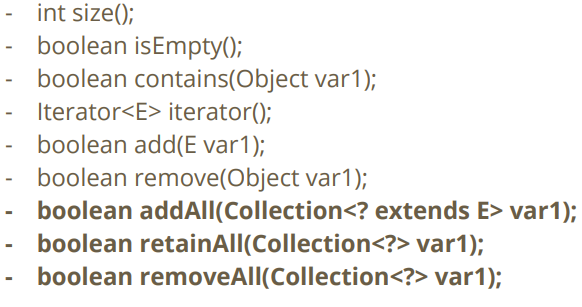 - int size();
- boolean isEmpty();
- boolean contains(Object var1);
- Iterator<E> iterator();
- boolean add(E var1);
- boolean remove(Object var1);
- boolean addAll(Collection<? extends E> var1);
- boolean retainAll(Collection<?> var1);
- boolean removeAll(Collection<?> var1);